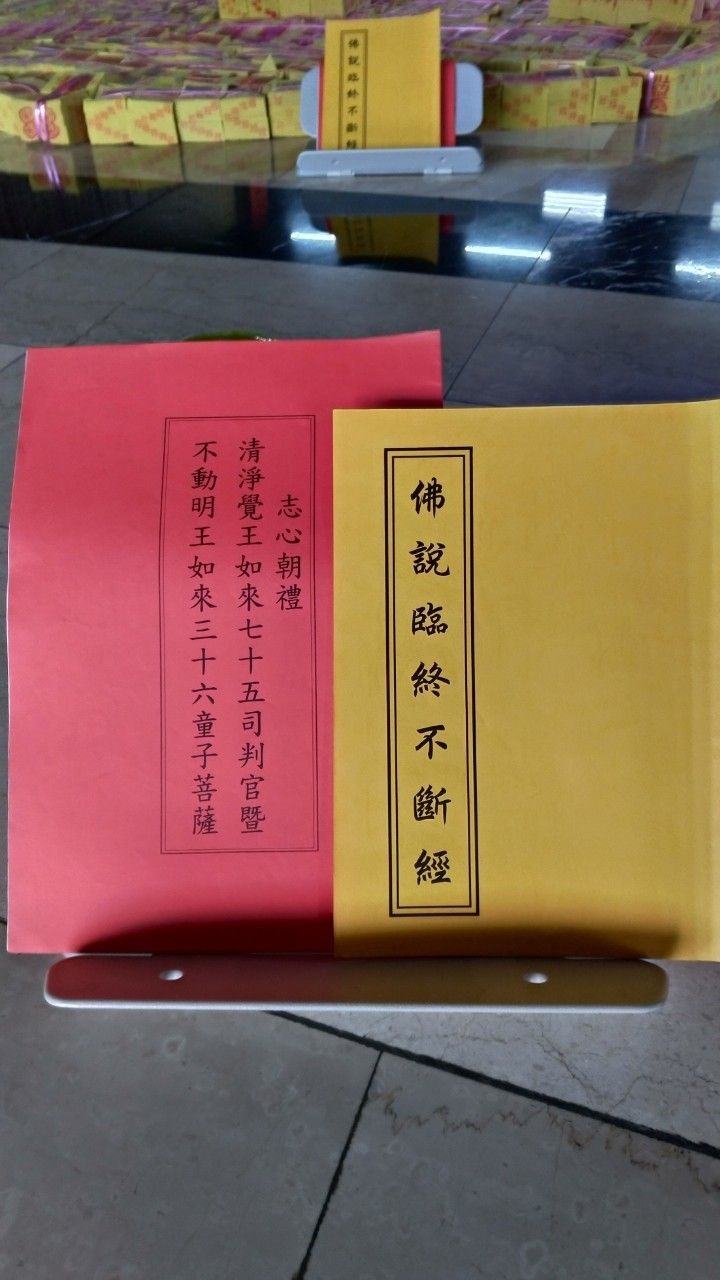 佛說臨終不斷經
志心朝禮
清淨覺王如來七十五司判官暨
不動明王如來三十六童子菩薩
佛說臨終不斷經